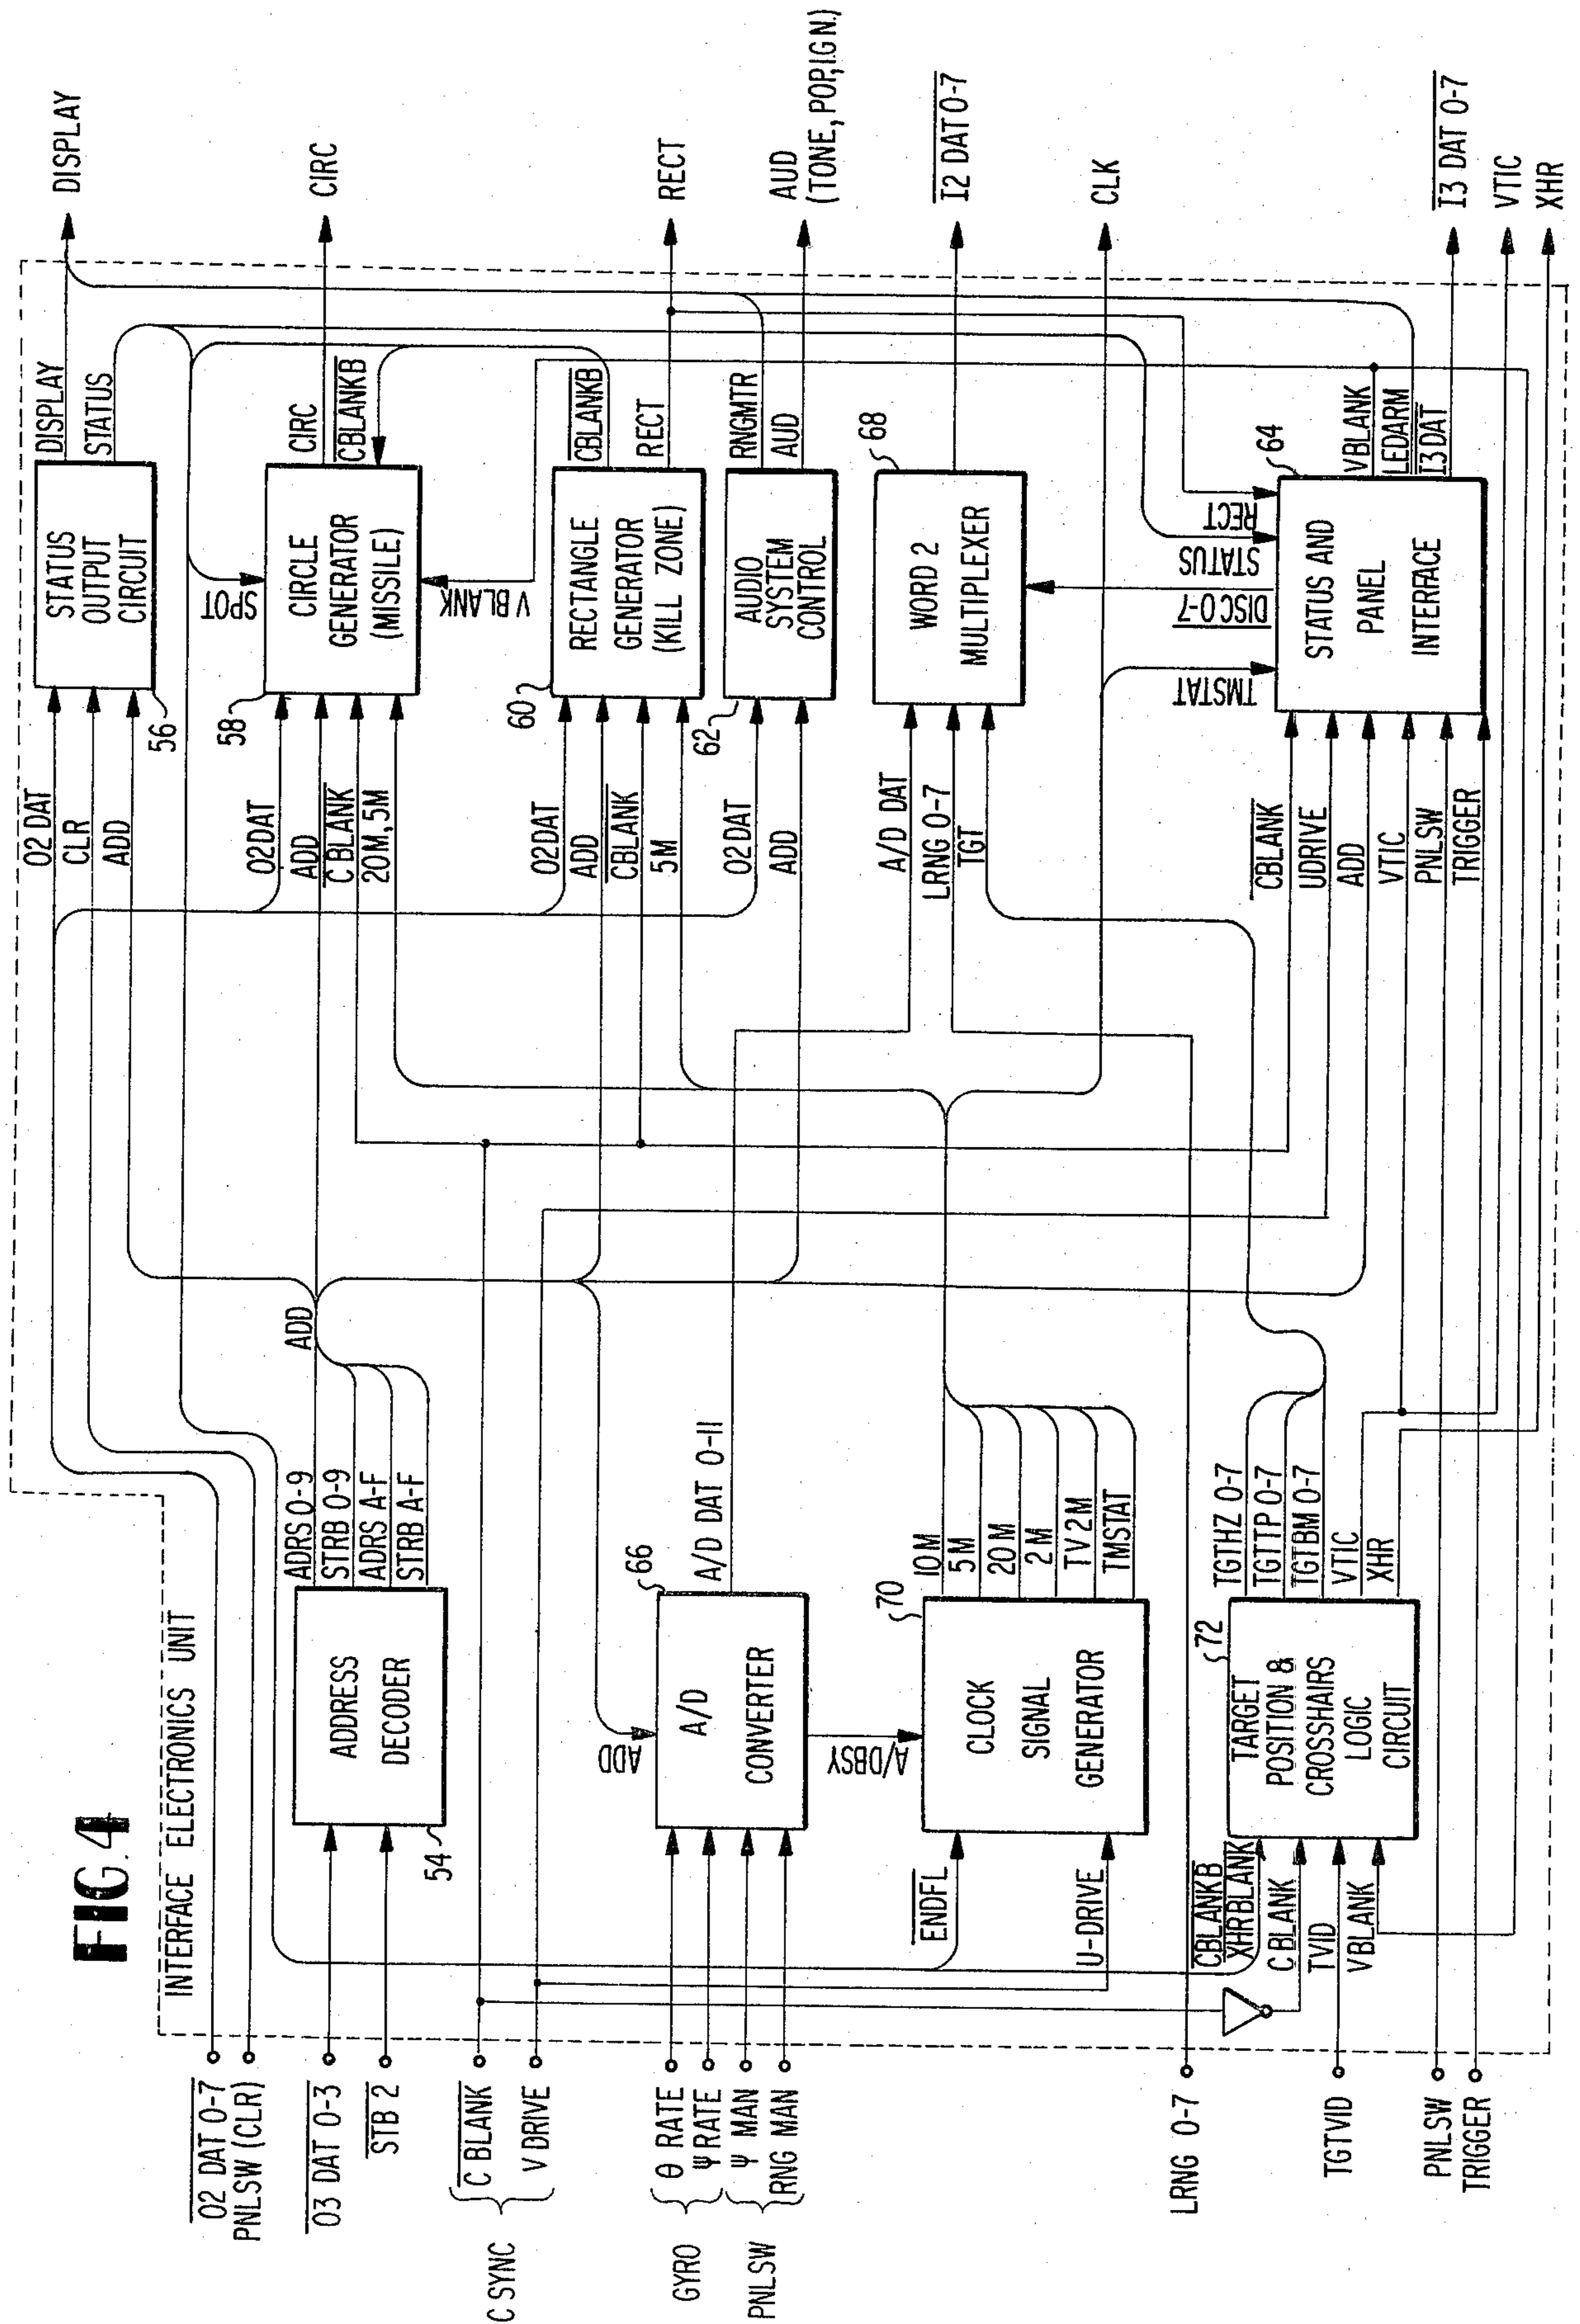 FIG.4
INTERFACE ELECTRONICS UNIT
O2 DAT 0-7
PNLSW (CLR)
O3 DAT 0-3
STB 2
C SYNC
C BLANK
V DRIVE
GYRO
θ RATE
Ψ RATE
PNLSW
Ψ MAN
RNG MAN
LRNG 0-7
TGTVID
PNLSW
TRIGGER
54
ADDRESS
DECODER
ADRS 0-9
STRB 0-9
ADRS A-F
STRB A-F
ADD
ADD
66
A/D
CONVERTER
A/D DAT 0-11
A/DBSY
70
CLOCK
SIGNAL
GENERATOR
ENDFL
U-DRIVE
10M
5M
20M
2M
TV2M
TMSTAT
72
TARGET
POSITION &
CROSSHAIRS
LOGIC
CIRCUIT
CBLANKB
XHRBLANK
C BLANK
TVID
VBLANK
TGTHZ 0-7
TGTTP 0-7
TGTBM 0-7
VTIC
XHR
O2 DAT
CLR
ADD
56
STATUS
OUTPUT
CIRCUIT
DISPLAY
STATUS
DISPLAY
O2DAT
ADD
C BLANK
20M,5M
58
SPOT
CIRCLE
GENERATOR
(MISSILE)
V BLANK
CIRC
CBLANKB
CIRC
O2DAT
ADD
CBLANK
5M
60
RECTANGLE
GENERATOR
(KILL ZONE)
CBLANKB
RECT
RECT
O2DAT
ADD
62
AUDIO
SYSTEM
CONTROL
RNGMTR
AUD
AUD
(TONE, POP, IGN.)
A/D DAT
LRNG 0-7
TGT
68
WORD 2
MULTIPLEXER
I2 DAT 0-7
CLK
TMSTAT
DISC 0-7
STATUS
RECT
64
CBLANK
UDRIVE
ADD
VTIC
PNLSW
TRIGGER
STATUS AND
PANEL
INTERFACE
VBLANK
LEDARM
I3 DAT
I3 DAT 0-7
VTIC
XHR